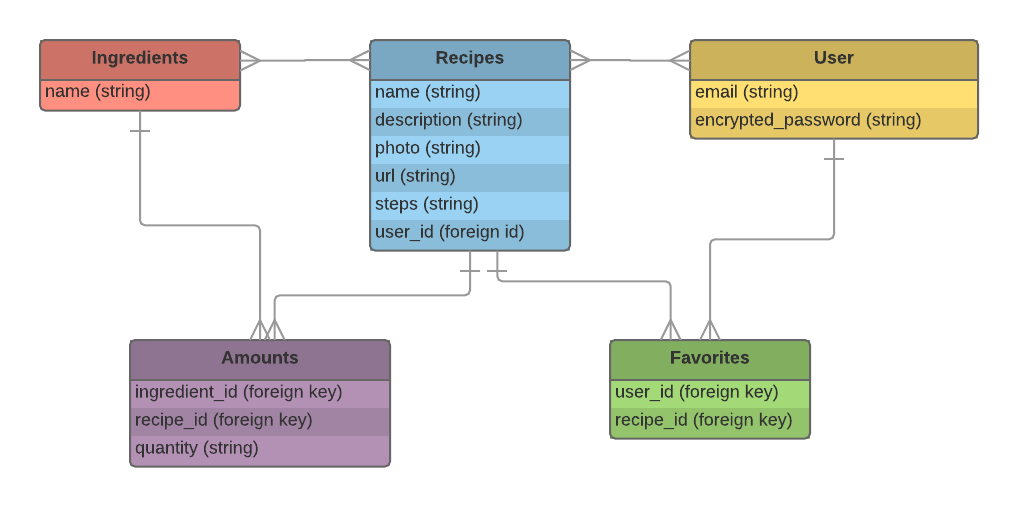 Ingredients
name (string)
Recipes
name (string)
description (string)
photo (string)
url (string)
steps (string)
user_id (foreign id)
User
email (string)
encrypted_password (string)
Amounts
ingredient_id (foreign key)
recipe_id (foreign key)
quantity (string)
Favorites
user_id (foreign key)
recipe_id (foreign key)